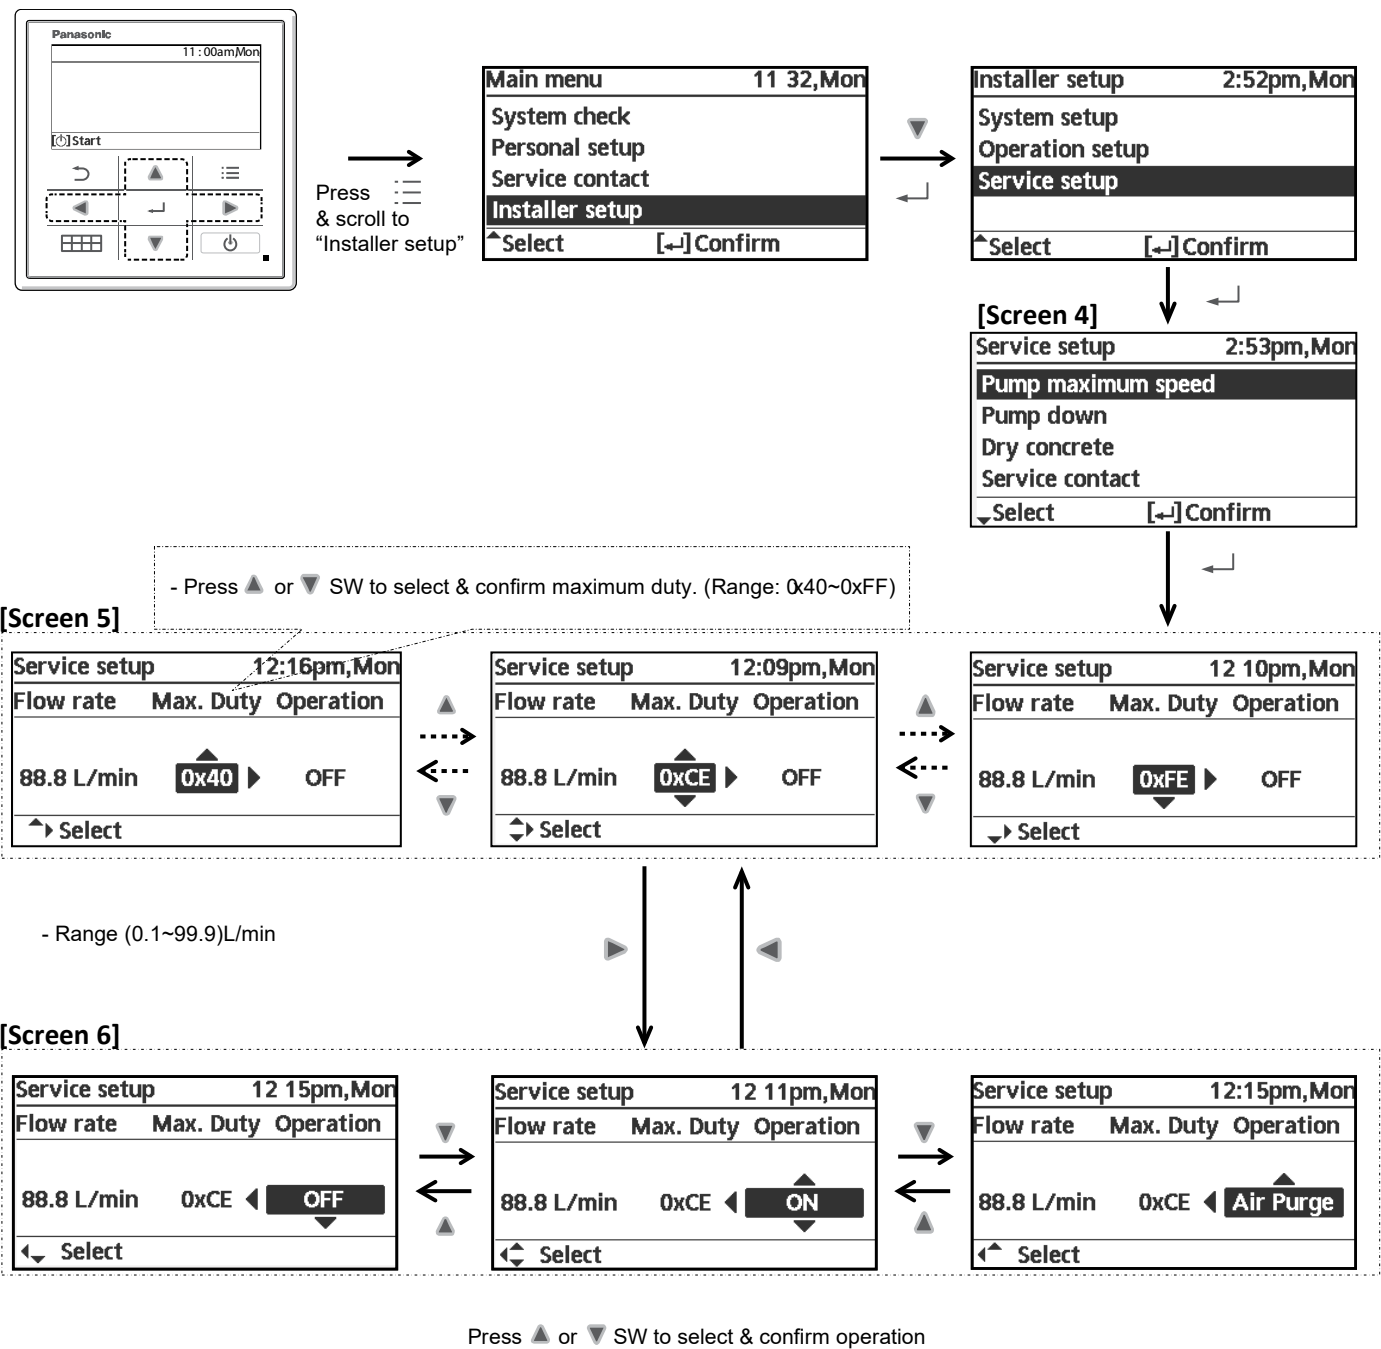 Panasonic
11:00am,Mon
[⏻]Start
Press
& scroll to
“Installer setup”
Main menu 11 32,Mon
System check
Personal setup
Service contact
Installer setup
Select [↵]Confirm
Installer setup 2:52pm,Mon
System setup
Operation setup
Service setup
Select [↵]Confirm
[Screen 4]
Service setup 2:53pm,Mon
Pump maximum speed
Pump down
Dry concrete
Service contact
Select [↵]Confirm
- Press ▲ or ▼ SW to select & confirm maximum duty. (Range: 0x40~0xFF)
[Screen 5]
Service setup 12:16pm,Mon
Flow rate Max. Duty Operation
88.8 L/min 0x40 OFF
Select
Service setup 12:09pm,Mon
Flow rate Max. Duty Operation
88.8 L/min 0xCE OFF
Select
Service setup 12 10pm,Mon
Flow rate Max. Duty Operation
88.8 L/min 0xFE OFF
Select
- Range (0.1~99.9)L/min
[Screen 6]
Service setup 12 15pm,Mon
Flow rate Max. Duty Operation
88.8 L/min 0xCE OFF
Select
Service setup 12 11pm,Mon
Flow rate Max. Duty Operation
88.8 L/min 0xCE ON
Select
Service setup 12:15pm,Mon
Flow rate Max. Duty Operation
88.8 L/min 0xCE Air Purge
Select
Press ▲ or ▼ SW to select & confirm operation